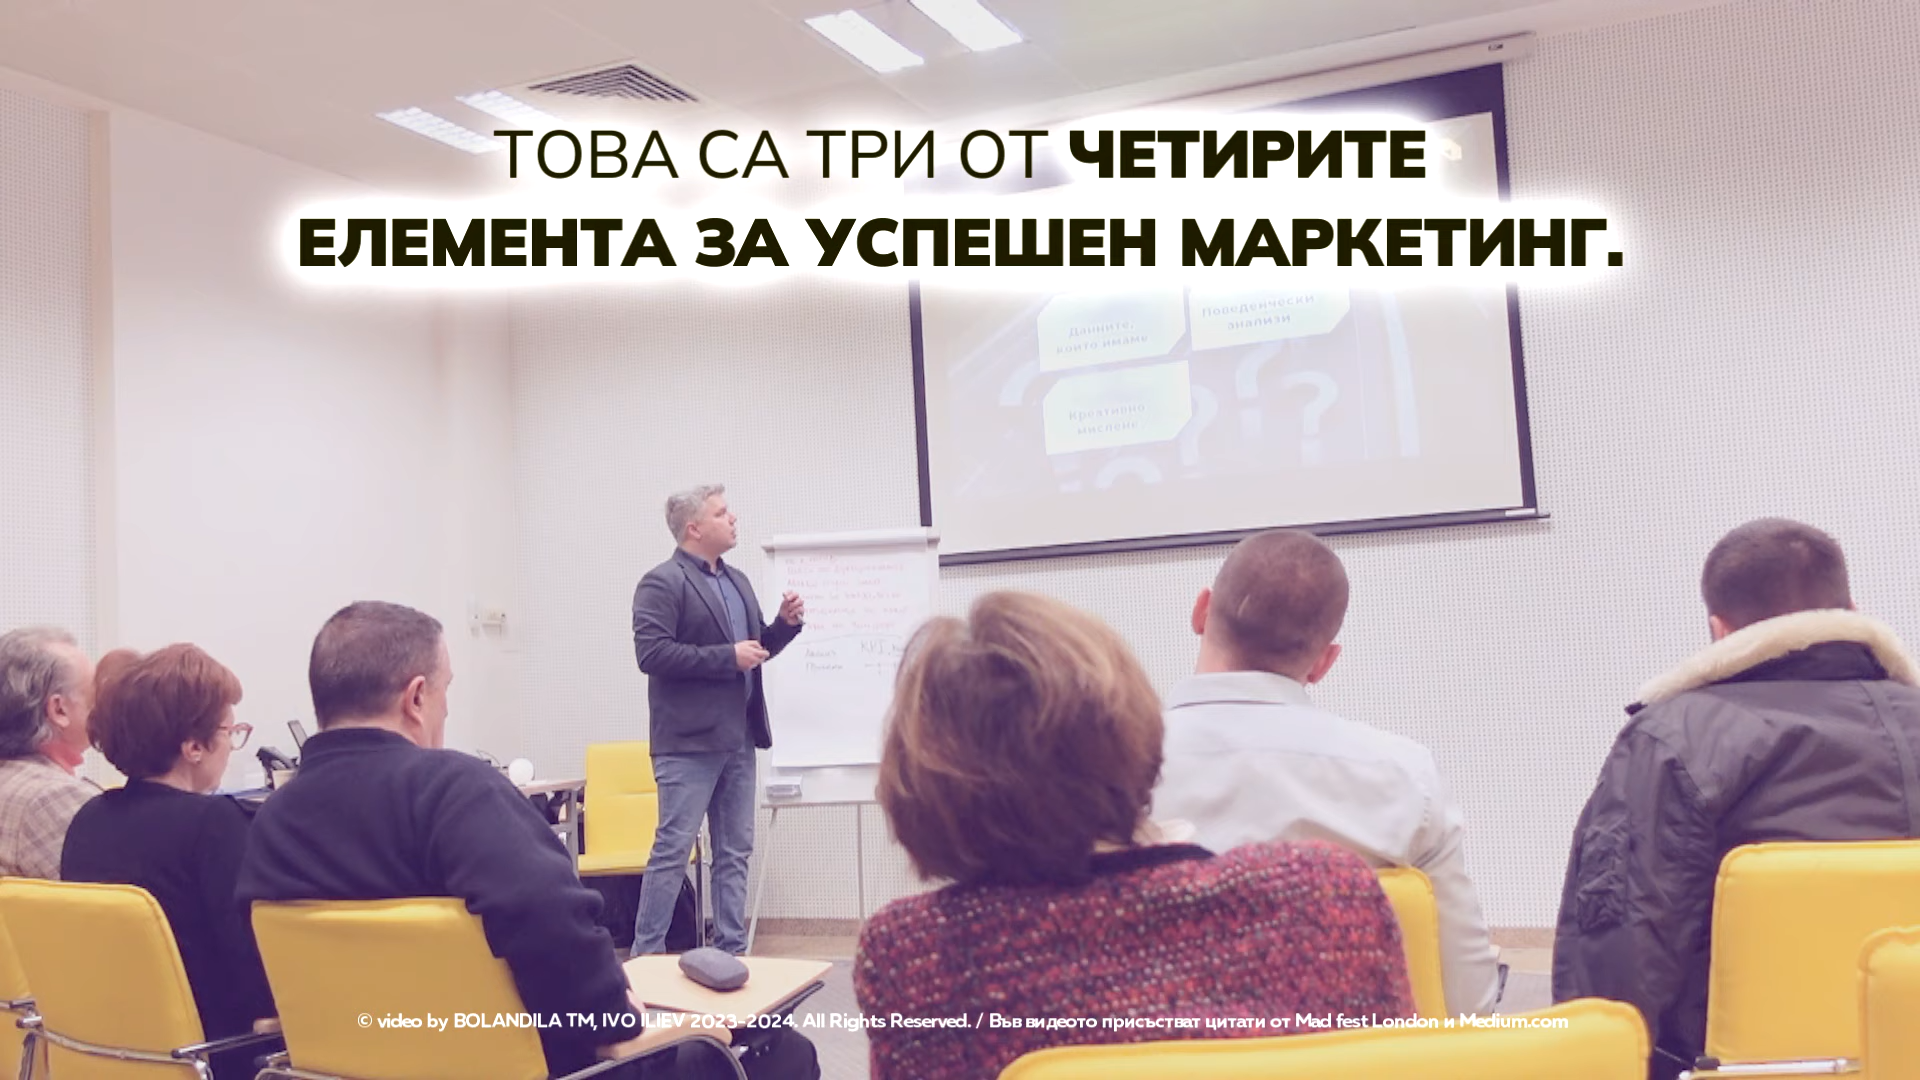 ТОВА СА ТРИ ОТ ЧЕТИРИТЕ
ЕЛЕМЕНТА ЗА УСПЕШЕН МАРКЕТИНГ.
Поведенчески
анализи
Данните,
които имаме
Креативно
мислене
© video by BOLANDILA TM, IVO ILIEV 2023-2024. All Rights Reserved. / Във видеото присъстват цитати от Mad fest London и Medium.com